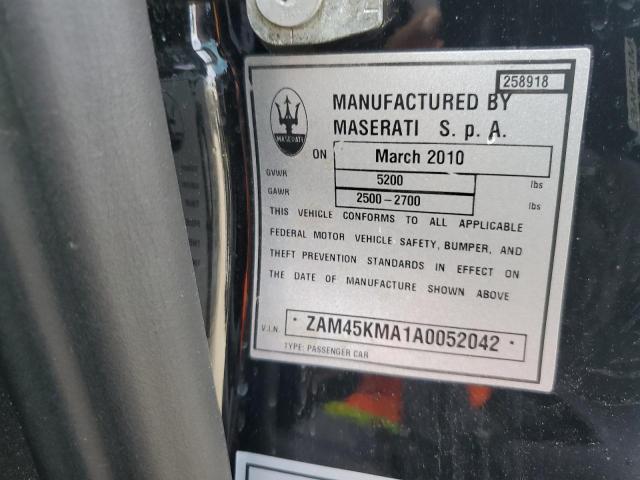 258918
MANUFACTURED BY
MASERATI S. p. A.
MASERATI
ON March 2010
GVWR 5200 lbs
GAWR 2500-2700 lbs
THIS VEHICLE CONFORMS TO ALL APPLICABLE
FEDERAL MOTOR VEHICLE SAFETY, BUMPER, AND
THEFT PREVENTION STANDARDS IN EFFECT ON
THE DATE OF MANUFACTURE SHOWN ABOVE
V.I.N. * ZAM45KMA1A0052042 *
TYPE: PASSENGER CAR